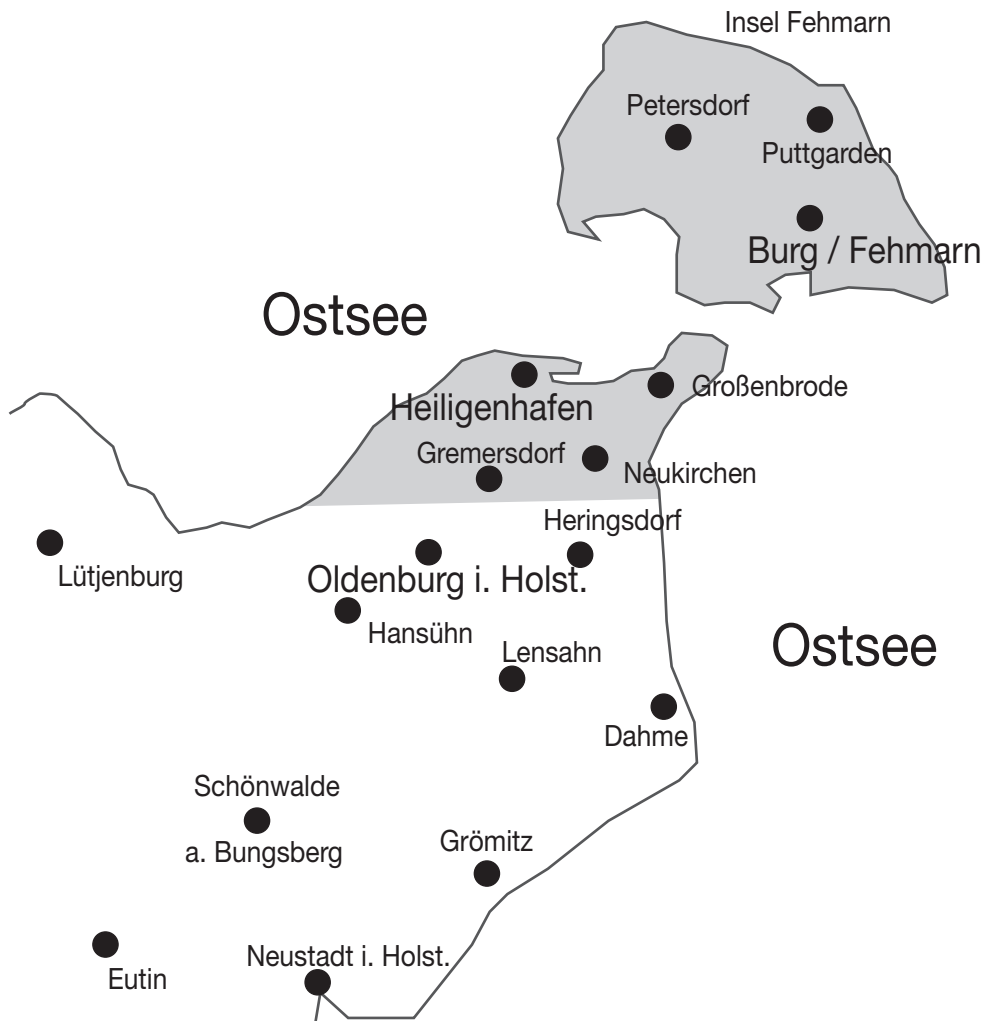 Insel Fehmarn
Petersdorf
Puttgarden
Burg / Fehmarn
Ostsee
Großenbrode
Heiligenhafen
Gremersdorf
Neukirchen
Heringsdorf
Lütjenburg
Oldenburg i. Holst.
Hansühn
Ostsee
Lensahn
Dahme
Schönwalde
a. Bungsberg
Grömitz
Neustadt i. Holst.
Eutin